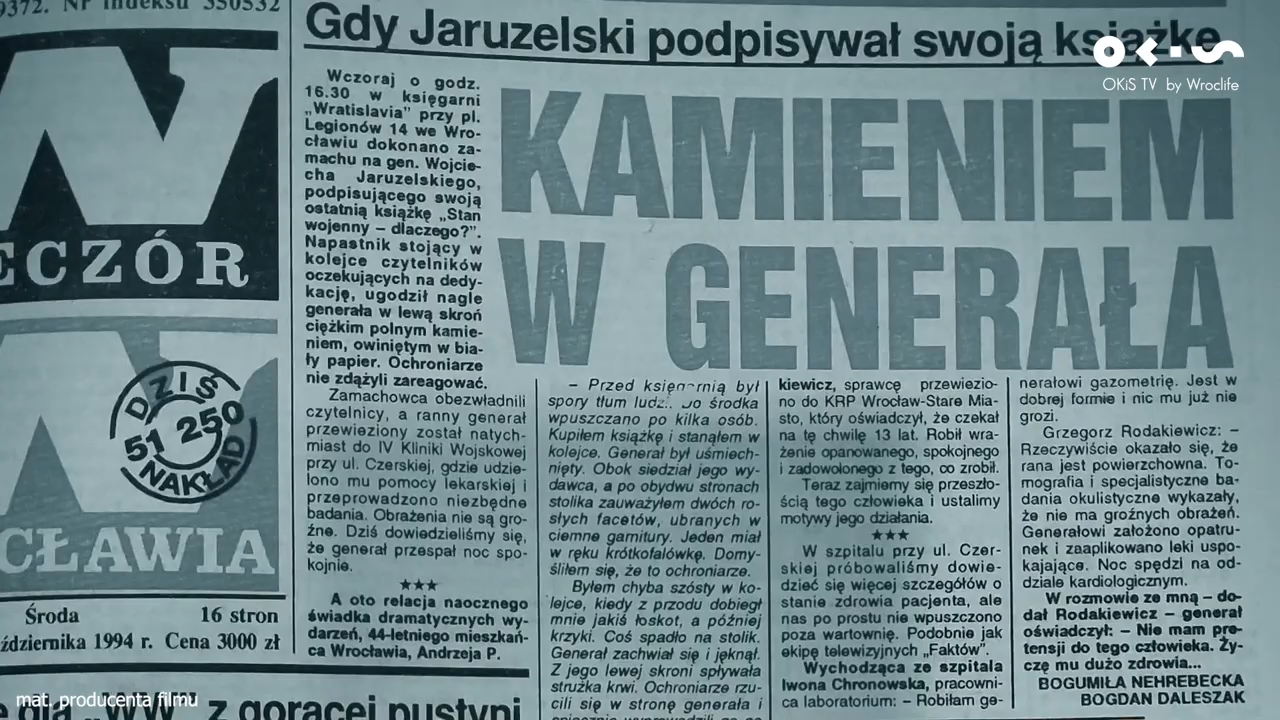 9372. Nr indeksu 350532
ECZÓR
DZIŚ
51 250
NAKŁAD
CŁAWIA
Środa 16 stron
ździernika 1994 r. Cena 3000 zł
mat. producenta filmu
„WW" z gorącej pustyni
Gdy Jaruzelski podpisywał swoją książkę
OKiS
OKiS TV by Wroclife
KAMIENIEM
W GENERAŁA
Wczoraj o godz.
16.30 w księgarni
„Wratislavia" przy pl.
Legionów 14 we Wro-
cławiu dokonano za-
machu na gen. Wojcie-
cha Jaruzelskiego,
podpisującego swoją
ostatnią książkę „Stan
wojenny – dlaczego?".
Napastnik stojący w
kolejce czytelników
oczekujących na dedy-
kację, ugodził nagle
generała w lewą skroń
ciężkim polnym kamie-
niem, owiniętym w bia-
ły papier. Ochroniarze
nie zdążyli zareagować.
Zamachowca obezwładnili
czytelnicy, a ranny generał
przewieziony został natych-
miast do IV Kliniki Wojskowej
przy ul. Czerskiej, gdzie udzie-
lono mu pomocy lekarskiej i
przeprowadzono niezbędne
badania. Obrażenia nie są gro-
źne. Dziś dowiedzieliśmy się,
że generał przespał noc spo-
kojnie.
★★★
A oto relacja naocznego
świadka dramatycznych wy-
darzeń, 44-letniego mieszkań-
ca Wrocławia, Andrzeja P.
– Przed księgarnią był
spory tłum ludzi. Do środka
wpuszczano po kilka osób.
Kupiłem książkę i stanąłem w
kolejce. Generał był uśmiech-
nięty. Obok siedział jego wy-
dawca, a po obydwu stronach
stolika zauważyłem dwóch ro-
słych facetów, ubranych w
ciemne garnitury. Jeden miał
w ręku krótkofalówkę. Domy-
śliłem się, że to ochroniarze.
Byłem chyba szósty w ko-
lejce, kiedy z przodu dobiegł
mnie jakiś łoskot, a później
krzyki. Coś spadło na stolik.
Generał zachwiał się i jęknął.
Z jego lewej skroni spływała
strużka krwi. Ochroniarze rzu-
cili się w stronę generała i
kiewicz, sprawcę przewiezio-
no do KRP Wrocław-Stare Mia-
sto, który oświadczył, że czekał
na tę chwilę 13 lat. Robił wra-
żenie opanowanego, spokojnego
i zadowolonego z tego, co zrobił.
Teraz zajmiemy się przeszło-
ścią tego człowieka i ustalimy
motywy jego działania.
★★★
W szpitalu przy ul. Czer-
skiej próbowaliśmy dowie-
dzieć się więcej szczegółów o
stanie zdrowia pacjenta, ale
nas po prostu nie wpuszczono
poza wartownię. Podobnie jak
ekipę telewizyjnych „Faktów".
Wychodząca ze szpitala
Iwona Chronowska, pracowni-
ca laboratorium: – Robiłam ge-
nerałowi gazometrię. Jest w
dobrej formie i nic mu już nie
grozi.
Grzegorz Rodakiewicz: –
Rzeczywiście okazało się, że
rana jest powierzchowna. To-
mografia i specjalistyczne ba-
dania okulistyczne wykazały,
że nie ma groźnych obrażeń.
Generałowi założono opatru-
nek i zaaplikowano leki uspo-
kajające. Noc spędzi na od-
dziale kardiologicznym.
W rozmowie ze mną – do-
dał Rodakiewicz – generał
oświadczył: – Nie mam pre-
tensji do tego człowieka. Ży-
czę mu dużo zdrowia...
BOGUMIŁA NEHREBECKA
BOGDAN DALESZAK